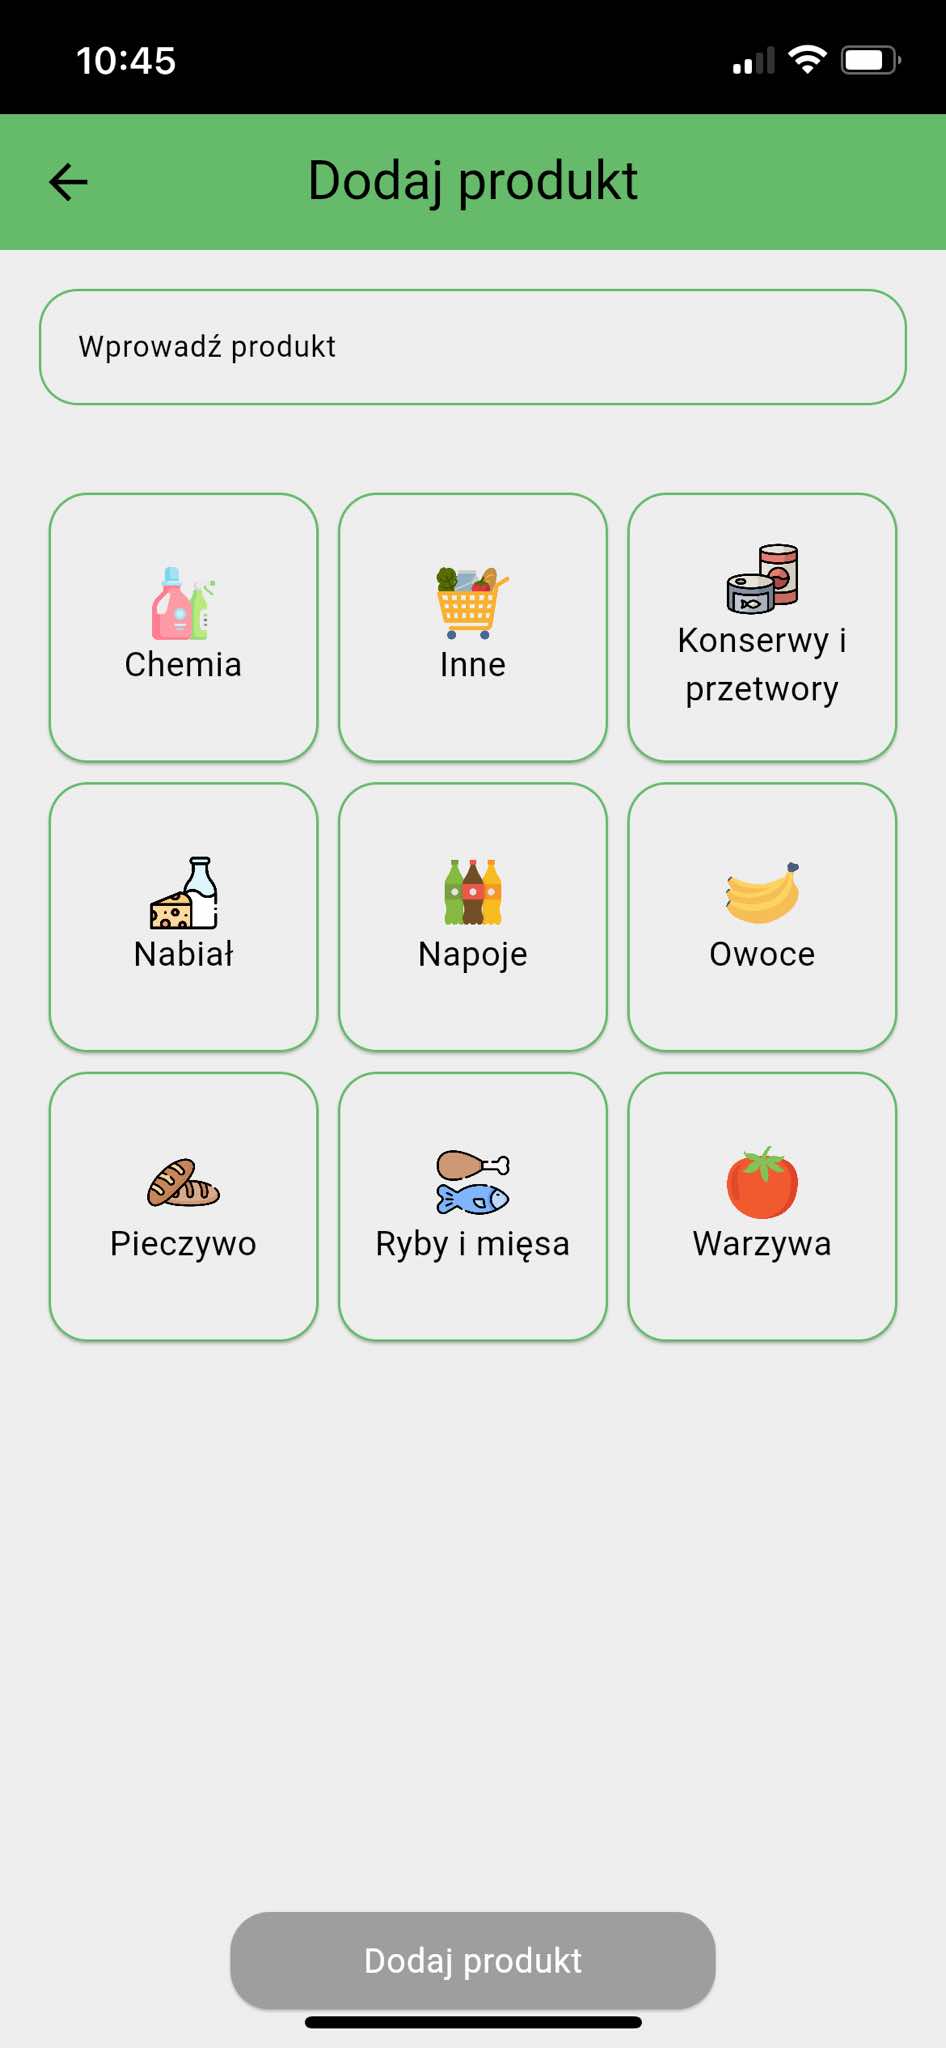 10:45
Dodaj produkt
Wprowadź produkt
Chemia
Inne
Konserwy i
przetwory
Nabiał
Napoje
Owoce
Pieczywo
Ryby i mięsa
Warzywa
Dodaj produkt